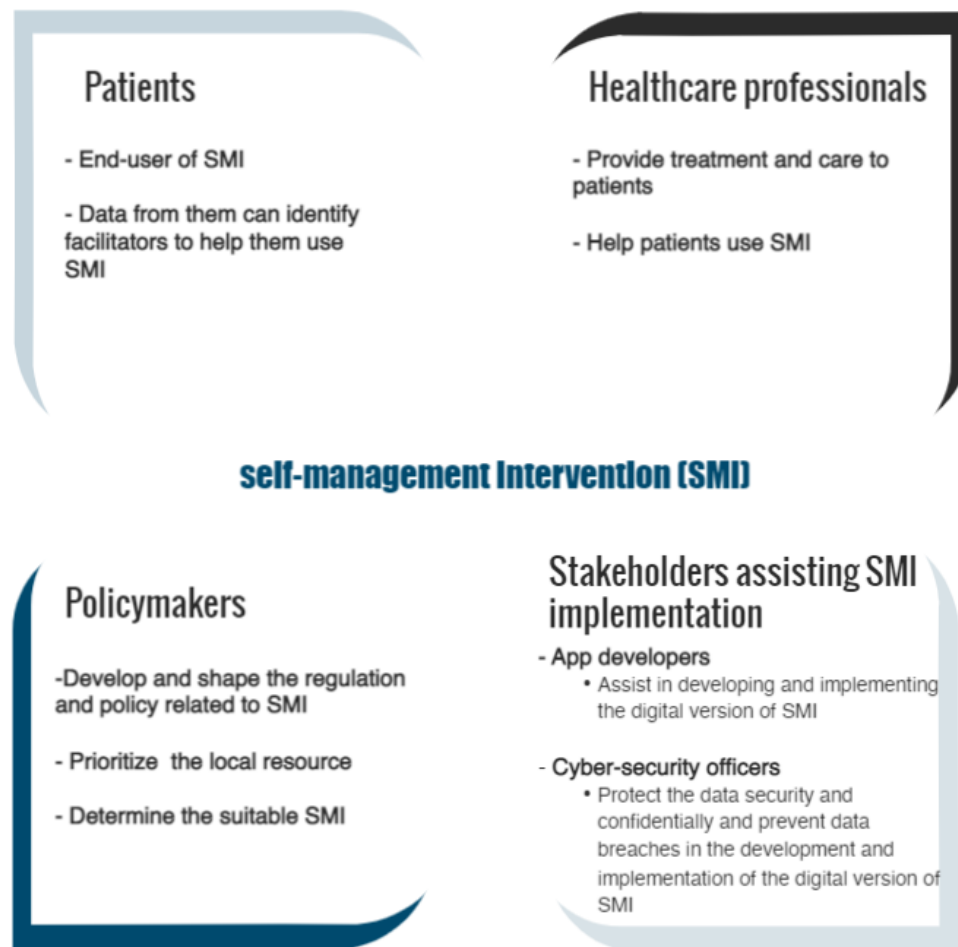 Patients
- End-user of SMI
- Data from them can identify
facilitators to help them use
SMI
Healthcare professionals
- Provide treatment and care to
patients
- Help patients use SMI
self-management intervention (SMI)
Policymakers
-Develop and shape the regulation
and policy related to SMI
- Prioritize the local resource
- Determine the suitable SMI
Stakeholders assisting SMI
implementation
- App developers
• Assist in developing and implementing
the digital version of SMI
- Cyber-security officers
• Protect the data security and
confidentially and prevent data
breaches in the development and
implementation of the digital version of
SMI